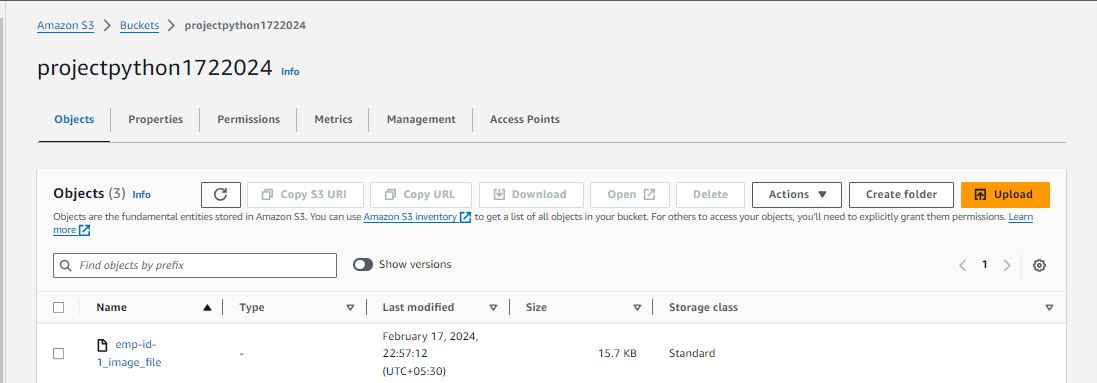 Amazon S3 > Buckets > projectpython1722024
projectpython1722024 Info
Objects Properties Permissions Metrics Management Access Points
Objects (3) Info Copy S3 URI Copy URL Download Open Delete Actions Create folder Upload
Objects are the fundamental entities stored in Amazon S3. You can use Amazon S3 inventory to get a list of all objects in your bucket. For others to access your objects, you'll need to explicitly grant them permissions. Learn
more
Find objects by prefix Show versions 1
Name Type Last modified Size Storage class
emp-id-
1_image_file
-
February 17, 2024,
22:57:12
(UTC+05:30)
15.7 KB
Standard